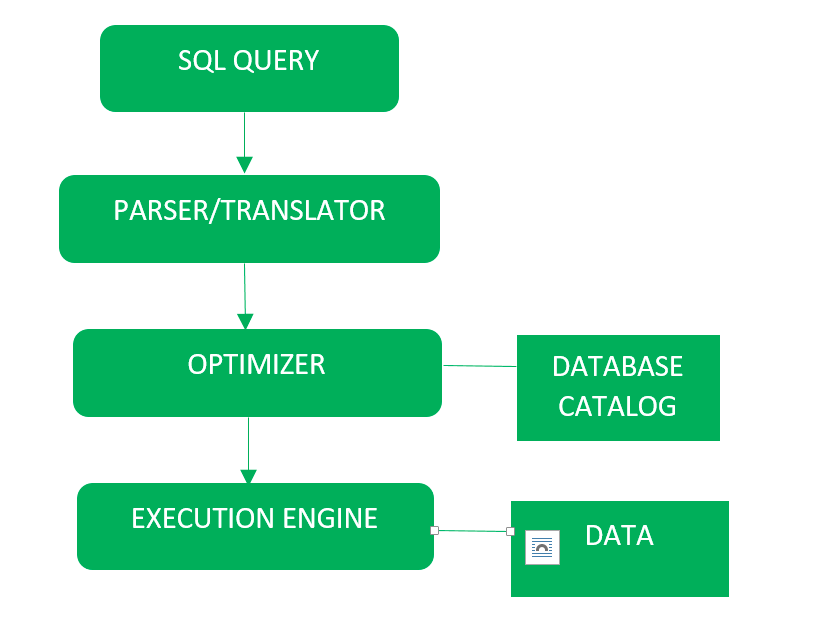 SQL QUERY
PARSER/TRANSLATOR
OPTIMIZER
DATABASE
CATALOG
EXECUTION ENGINE
DATA